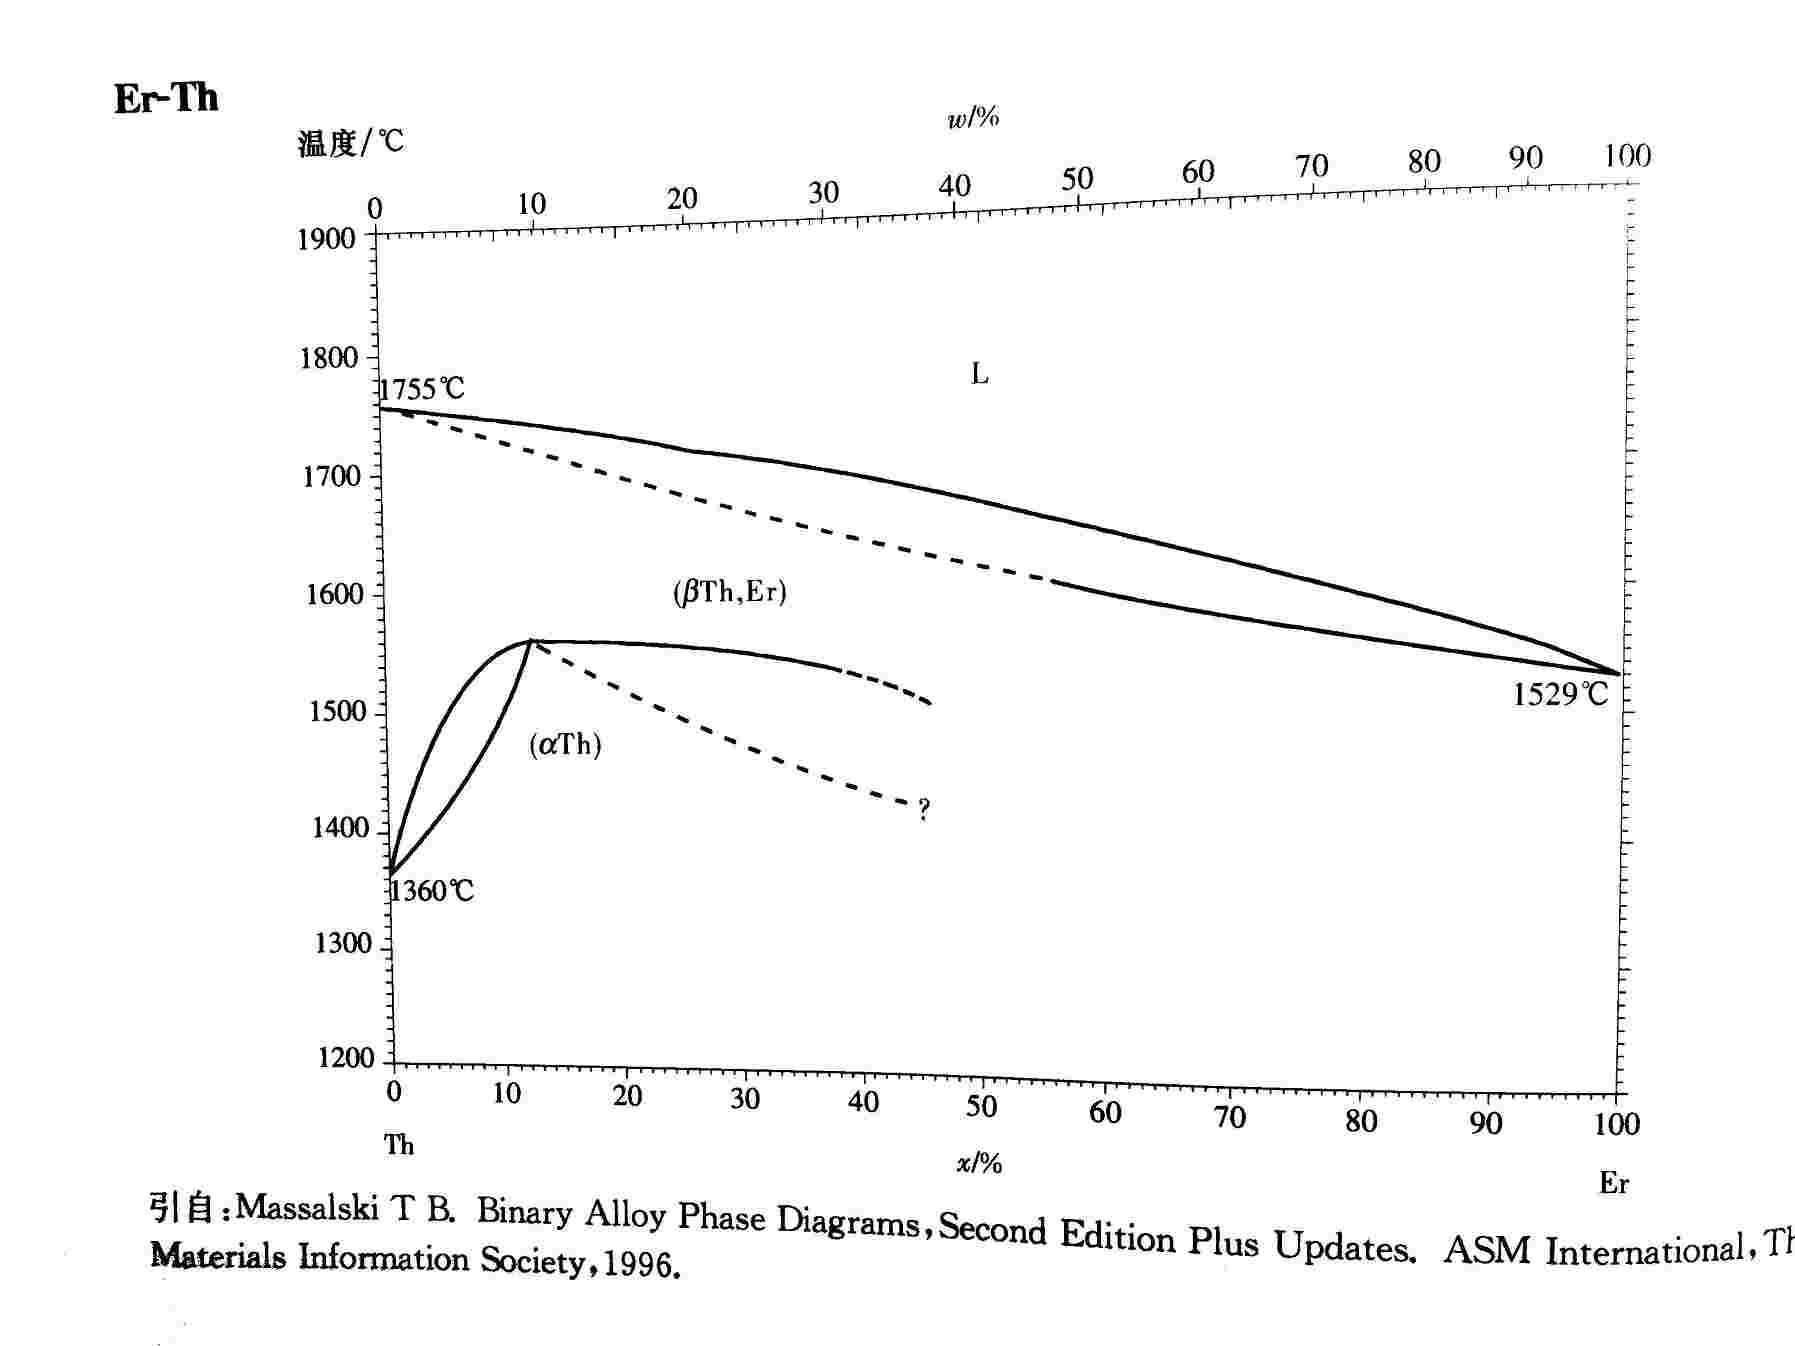 Er-Th
温度/℃
w/%
0 10 20 30 40 50 60 70 80 90 100
1900
1800
L
1755℃
1700
1600
(βTh,Er)
1529℃
1500
(αTh)
?
1400
1360℃
1300
1200
0 10 20 30 40 50 60 70 80 90 100
Th
x/%
Er
引自:Massalski T B. Binary Alloy Phase Diagrams,Second Edition Plus Updates. ASM International,Th
Materials Information Society,1996.